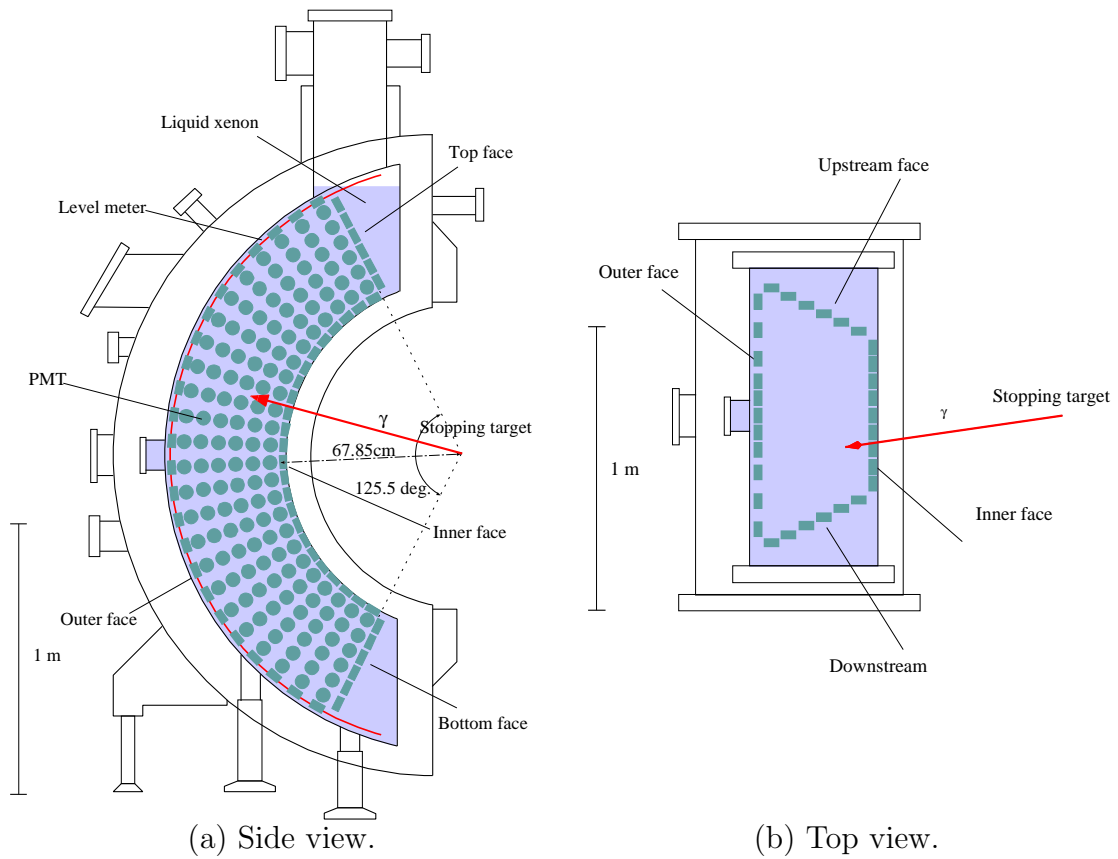 Liquid xenon
Top face
Level meter
PMT
γ
Stopping target
67.85cm
125.5 deg.
Inner face
Outer face
1 m
Bottom face
(a) Side view.
Upstream face
Outer face
Stopping target
γ
1 m
Inner face
Downstream
(b) Top view.